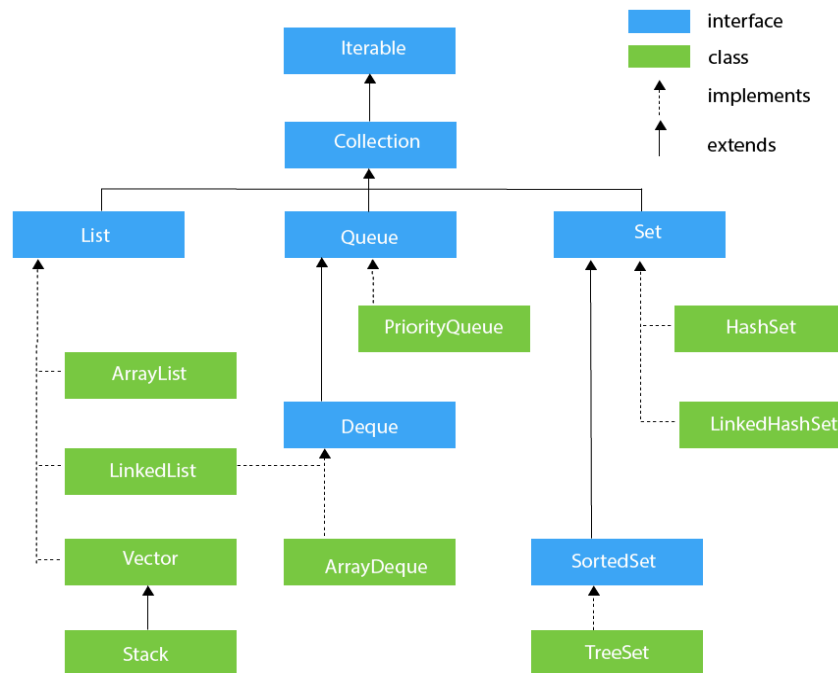 interface
Iterable
class
implements
Collection
extends
List
Queue
Set
PriorityQueue
HashSet
ArrayList
Deque
LinkedHashSet
LinkedList
Vector
ArrayDeque
SortedSet
Stack
TreeSet